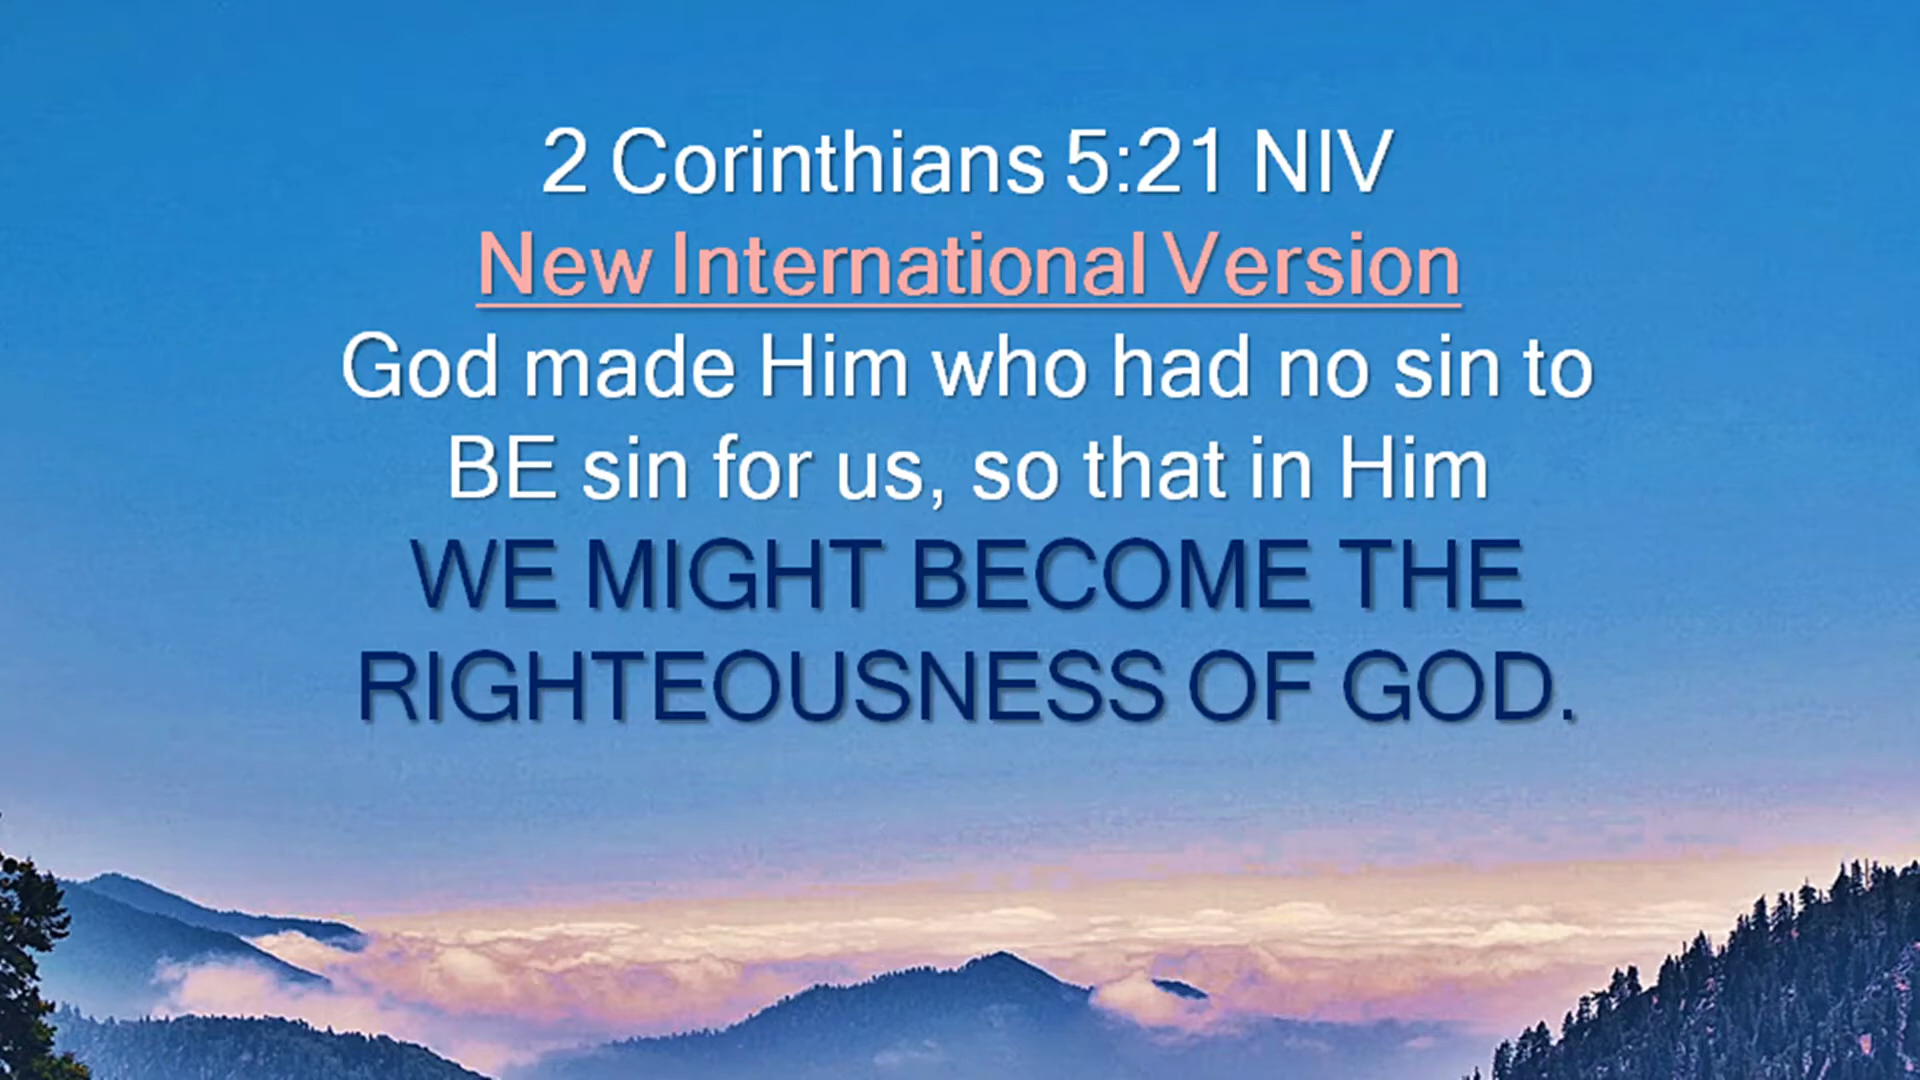 2 Corinthians 5:21 NIV
New International Version
God made Him who had no sin to
BE sin for us, so that in Him
WE MIGHT BECOME THE
RIGHTEOUSNESS OF GOD.